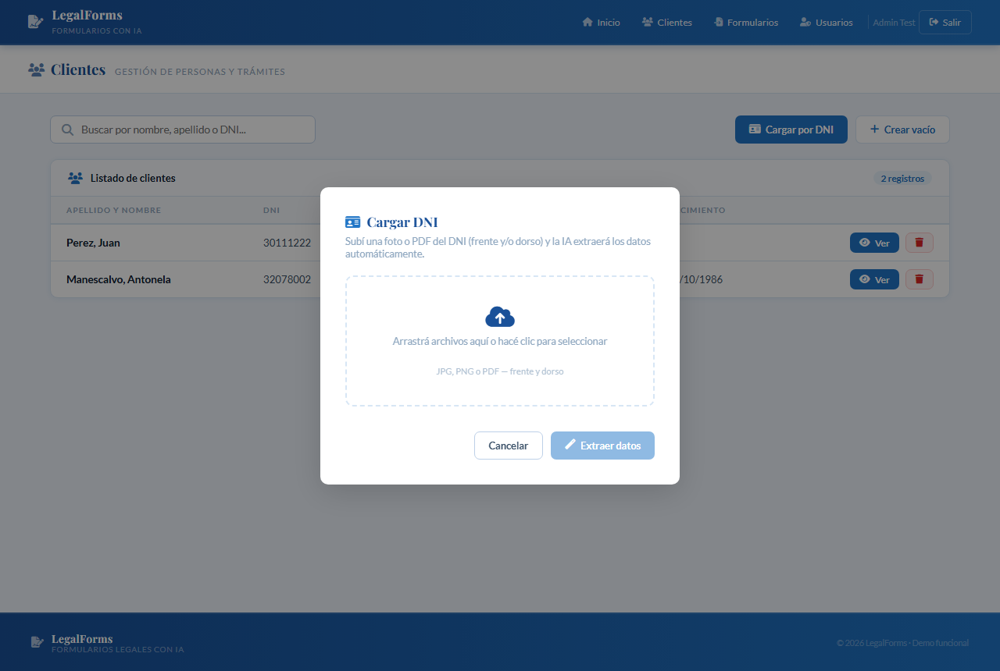 LegalForms
FORMULARIOS CON IA
Inicio
Clientes
Formularios
Usuarios
Admin Test
Salir
Clientes
GESTIÓN DE PERSONAS Y TRÁMITES
Buscar por nombre, apellido o DNI...
Cargar por DNI
Crear vacío
Listado de clientes
2 registros
APELLIDO Y NOMBRE
DNI
CIMIENTO
Perez, Juan
30111222
Ver
Manescalvo, Antonela
32078002
/10/1986
Ver
Cargar DNI
Subí una foto o PDF del DNI (frente y/o dorso) y la IA extraerá los datos
automáticamente.
Arrastrá archivos aquí o hacé clic para seleccionar
JPG, PNG o PDF — frente y dorso
Cancelar
Extraer datos
LegalForms
FORMULARIOS LEGALES CON IA
© 2026 LegalForms · Demo funcional